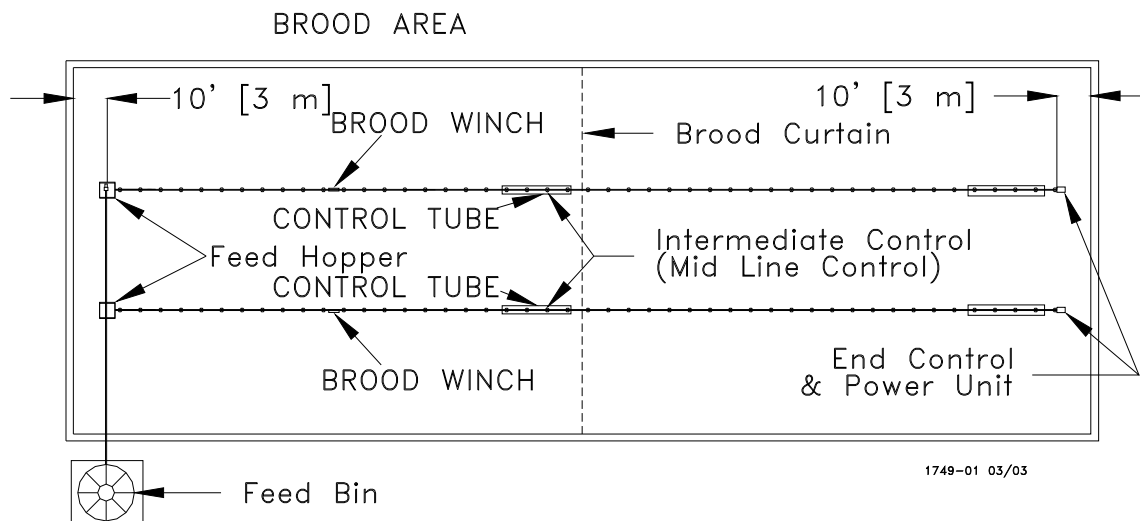 BROOD AREA
10' [3 m]
10' [3 m]
BROOD WINCH
Brood Curtain
CONTROL TUBE
Intermediate Control
(Mid Line Control)
Feed Hopper
CONTROL TUBE
End Control
& Power Unit
BROOD WINCH
1749-01 03/03
Feed Bin